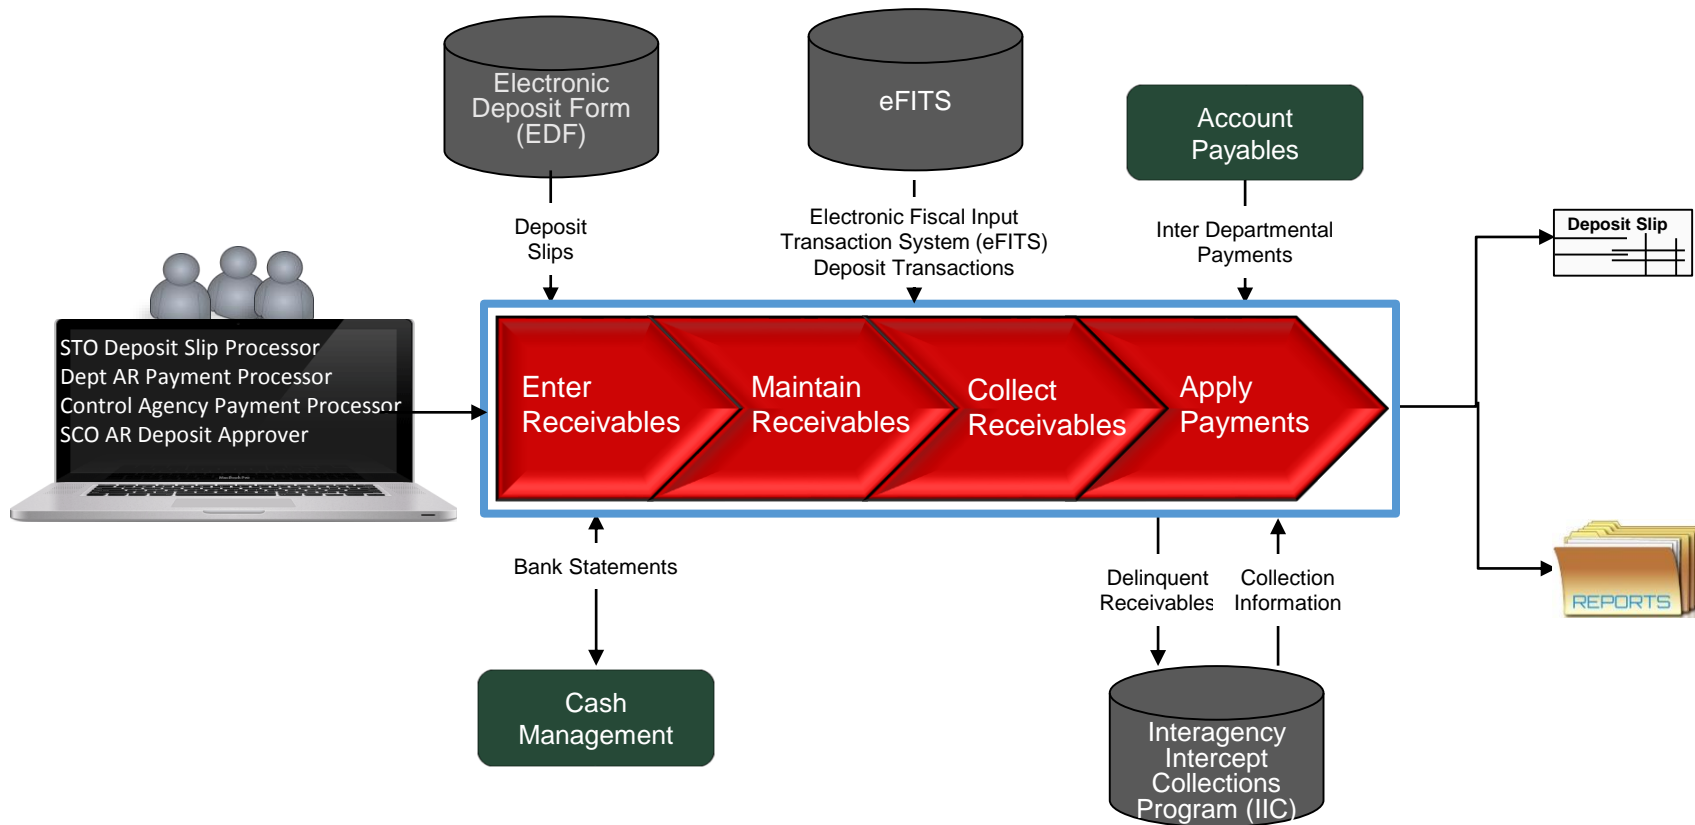 Electronic
Deposit Form
(EDF)
eFITS
Account
Payables
Deposit
Slips
Electronic Fiscal Input
Transaction System (eFITS)
Deposit Transactions
Inter Departmental
Payments
Deposit Slip
STO Deposit Slip Processor
Dept AR Payment Processor
Control Agency Payment Processor
SCO AR Deposit Approver
MacBook Pro
Enter
Receivables
Maintain
Receivables
Collect
Receivables
Apply
Payments
Bank Statements
Delinquent
Receivables
Collection
Information
REPORTS
Cash
Management
Interagency
Intercept
Collections
Program (IIC)